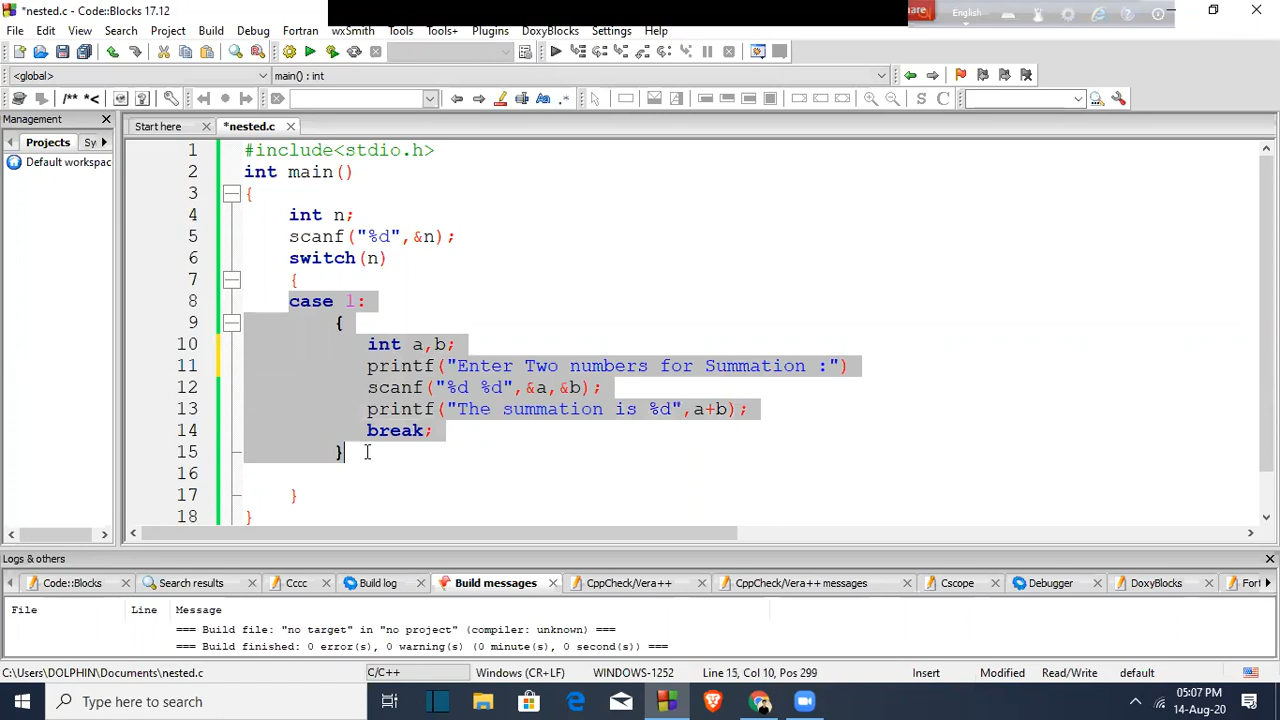 *nested.c - Code::Blocks 17.12
English
File Edit View Search Project Build Debug Fortran wxSmith Tools Tools+ Plugins DoxyBlocks Settings Help
<global> main() : int
/** *< S C
Management
Projects Sy
Default workspac
Start here *nested.c
1 #include<stdio.h>
2 int main()
3 {
4 int n;
5 scanf("%d",&n);
6 switch(n)
7 {
8 case 1:
9 {
10 int a,b;
11 printf("Enter Two numbers for Summation :")
12 scanf("%d %d",&a,&b);
13 printf("The summation is %d",a+b);
14 break;
15 }
16
17 }
18 }
Logs & others
Code::Blocks Search results Cccc Build log Build messages CppCheck/Vera++ CppCheck/Vera++ messages Cscope Debugger DoxyBlocks Fort
File Line Message
=== Build file: "no target" in "no project" (compiler: unknown) ===
=== Build finished: 0 error(s), 0 warning(s) (0 minute(s), 0 second(s)) ===
C:\Users\DOLPHIN\Documents\nested.c C/C++ Windows (CR+LF) WINDOWS-1252 Line 15, Col 10, Pos 299 Insert Modified Read/Write default
Type here to search
05:07 PM
14-Aug-20